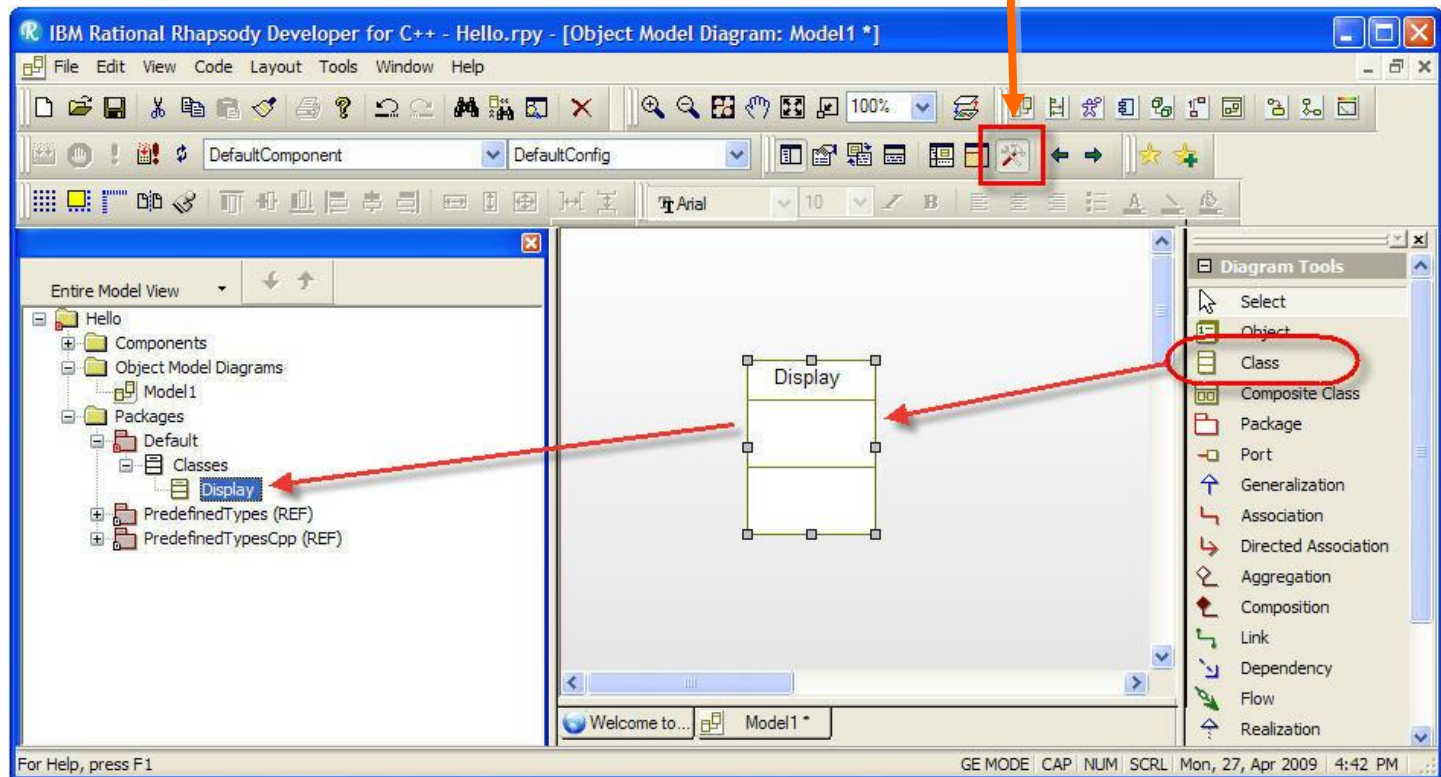 IBM Rational Rhapsody Developer for C++ - Hello.rpy - [Object Model Diagram: Model1 *]
File Edit View Code Layout Tools Window Help
100%
DefaultComponent DefaultConfig
Arial 10
Entire Model View
Hello
Components
Object Model Diagrams
Model1
Packages
Default
Classes
Display
PredefinedTypes (REF)
PredefinedTypesCpp (REF)
Display
Welcome to... Model1 *
Diagram Tools
Select
Object
Class
Composite Class
Package
Port
Generalization
Association
Directed Association
Aggregation
Composition
Link
Dependency
Flow
Realization
For Help, press F1 GE MODE CAP NUM SCRL Mon, 27, Apr 2009 4:42 PM